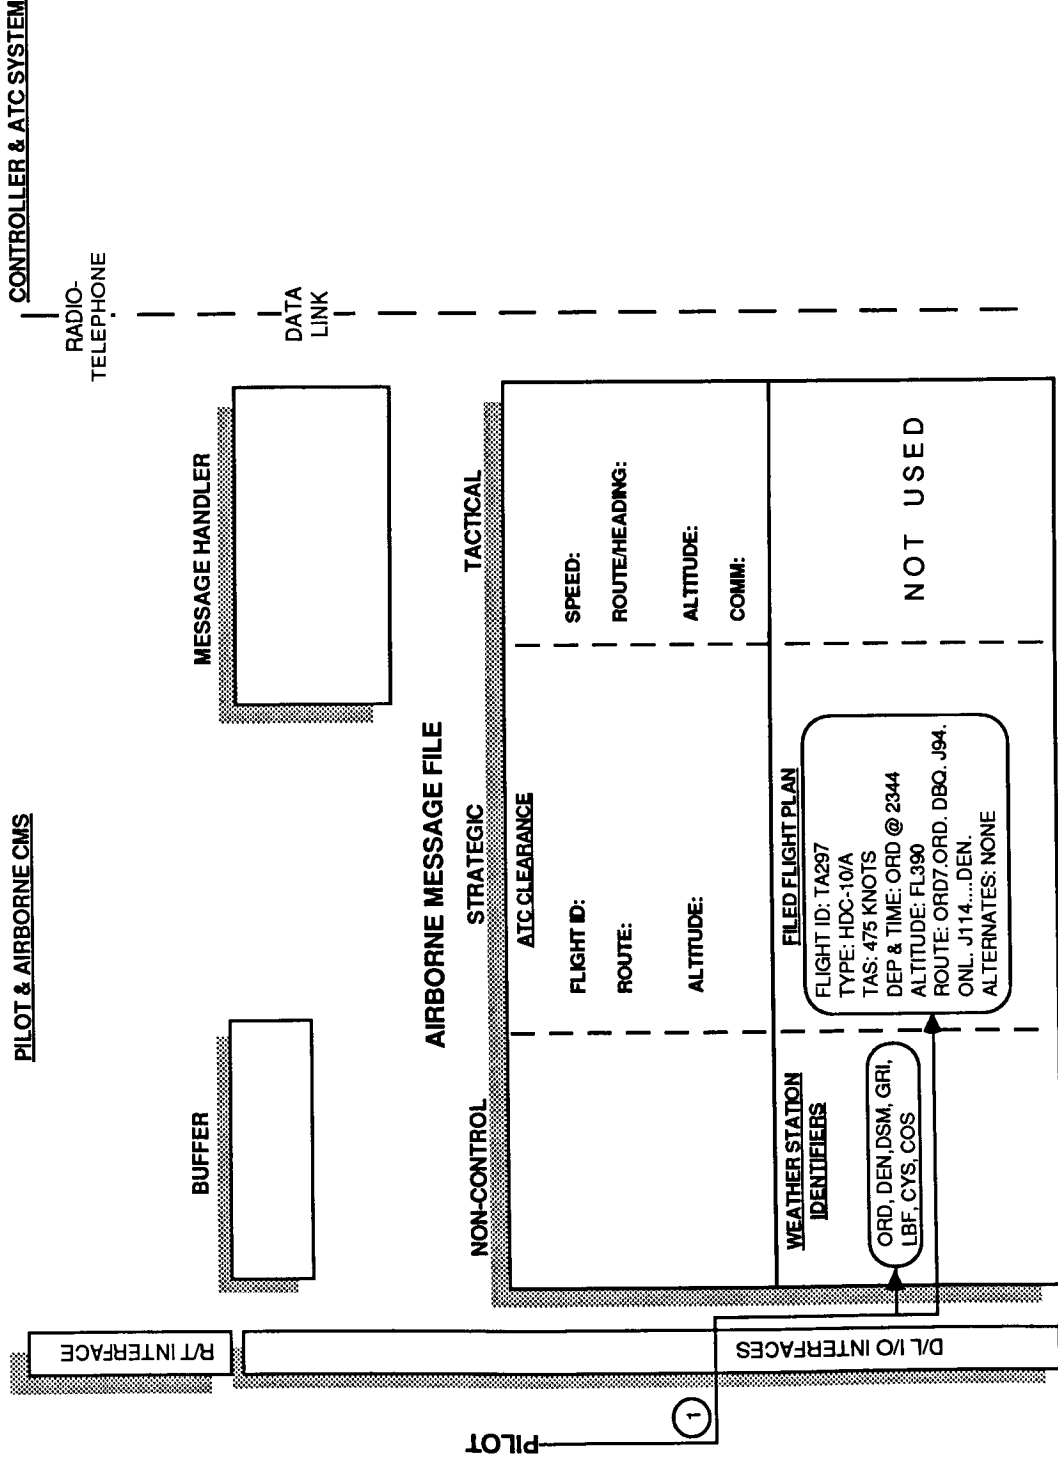 PILOT & AIRBORNE CMS
CONTROLLER & ATC SYSTEM
R/T INTERFACE
RADIO-
TELEPHONE
BUFFER
MESSAGE HANDLER
DATA
LINK
PILOT
1
D/L I/O INTERFACES
AIRBORNE MESSAGE FILE
NON-CONTROL
STRATEGIC
TACTICAL
ATC CLEARANCE
FLIGHT ID:
ROUTE:
ALTITUDE:
SPEED:
ROUTE/HEADING:
ALTITUDE:
COMM:
WEATHER STATION
IDENTIFIERS
ORD, DEN,DSM, GRI,
LBF, CYS, COS
FILED FLIGHT PLAN
FLIGHT ID: TA297
TYPE: HDC-10/A
TAS: 475 KNOTS
DEP & TIME: ORD @ 2344
ALTITUDE: FL390
ROUTE: ORD7.ORD. DBQ. J94.
ONL. J114....DEN.
ALTERNATES: NONE
NOT USED